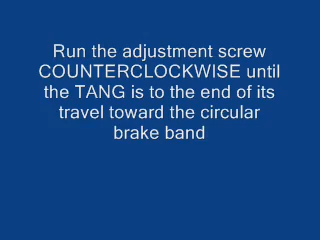 Run the adjustment screw
COUNTERCLOCKWISE until
the TANG is to the end of its
travel toward the circular
brake band